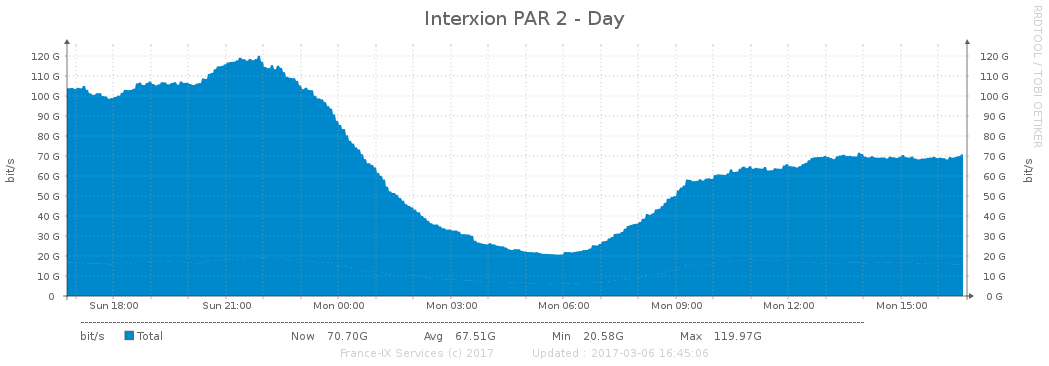 Interxion PAR 2 - Day
RRDTOOL / TOBI OETIKER
bit/s
120 G 120 G
110 G 110 G
100 G 100 G
90 G 90 G
80 G 80 G
70 G 70 G
60 G 60 G
50 G 50 G
40 G 40 G
30 G 30 G
20 G 20 G
10 G 10 G
0 0 G
bit/s
Sun 18:00 Sun 21:00 Mon 00:00 Mon 03:00 Mon 06:00 Mon 09:00 Mon 12:00 Mon 15:00
bit/s Total Now 70.70G Avg 67.51G Min 20.58G Max 119.97G
France-IX Services (c) 2017 Updated : 2017-03-06 16:45:06